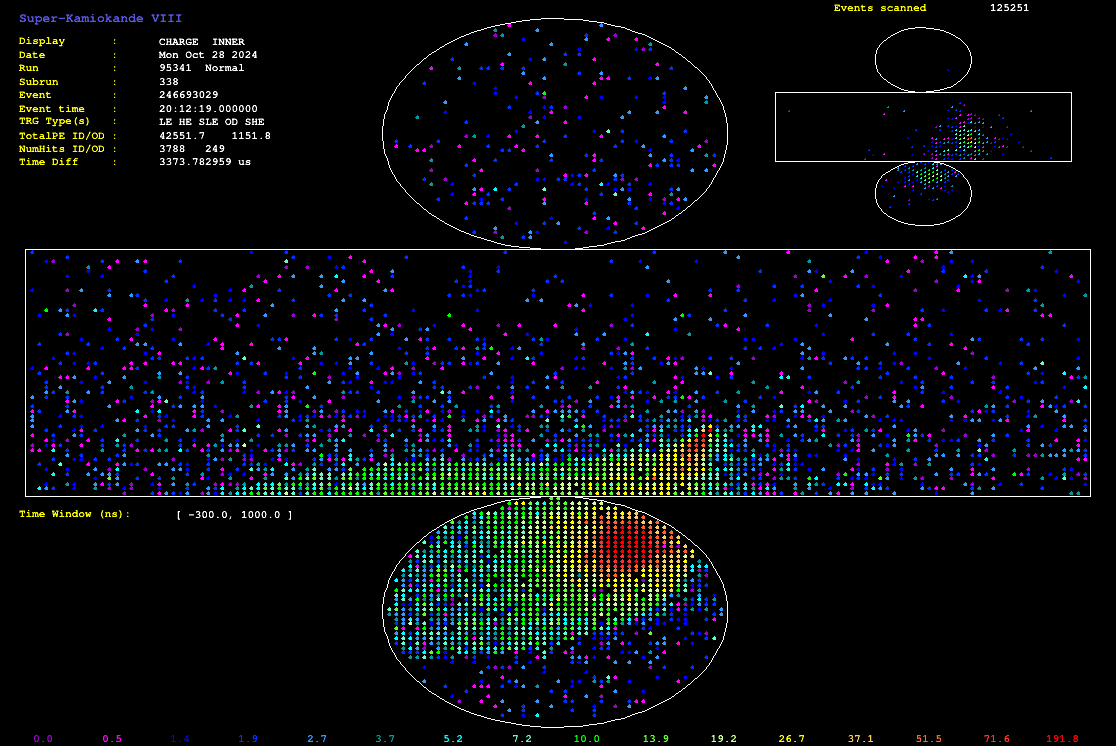 Super-Kamiokande VIII
Events scanned 125251
Display : CHARGE INNER
Date : Mon Oct 28 2024
Run : 95341 Normal
Subrun : 338
Event : 246693029
Event time : 20:12:19.000000
TRG Type(s) : LE HE SLE OD SHE
TotalPE ID/OD : 42551.7 1151.8
NumHits ID/OD : 3788 249
Time Diff : 3373.782959 us
Time Window (ns): [ -300.0, 1000.0 ]
0.0 0.5 1.4 1.9 2.7 3.7 5.2 7.2 10.0 13.9 19.2 26.7 37.1 51.5 71.6 191.8